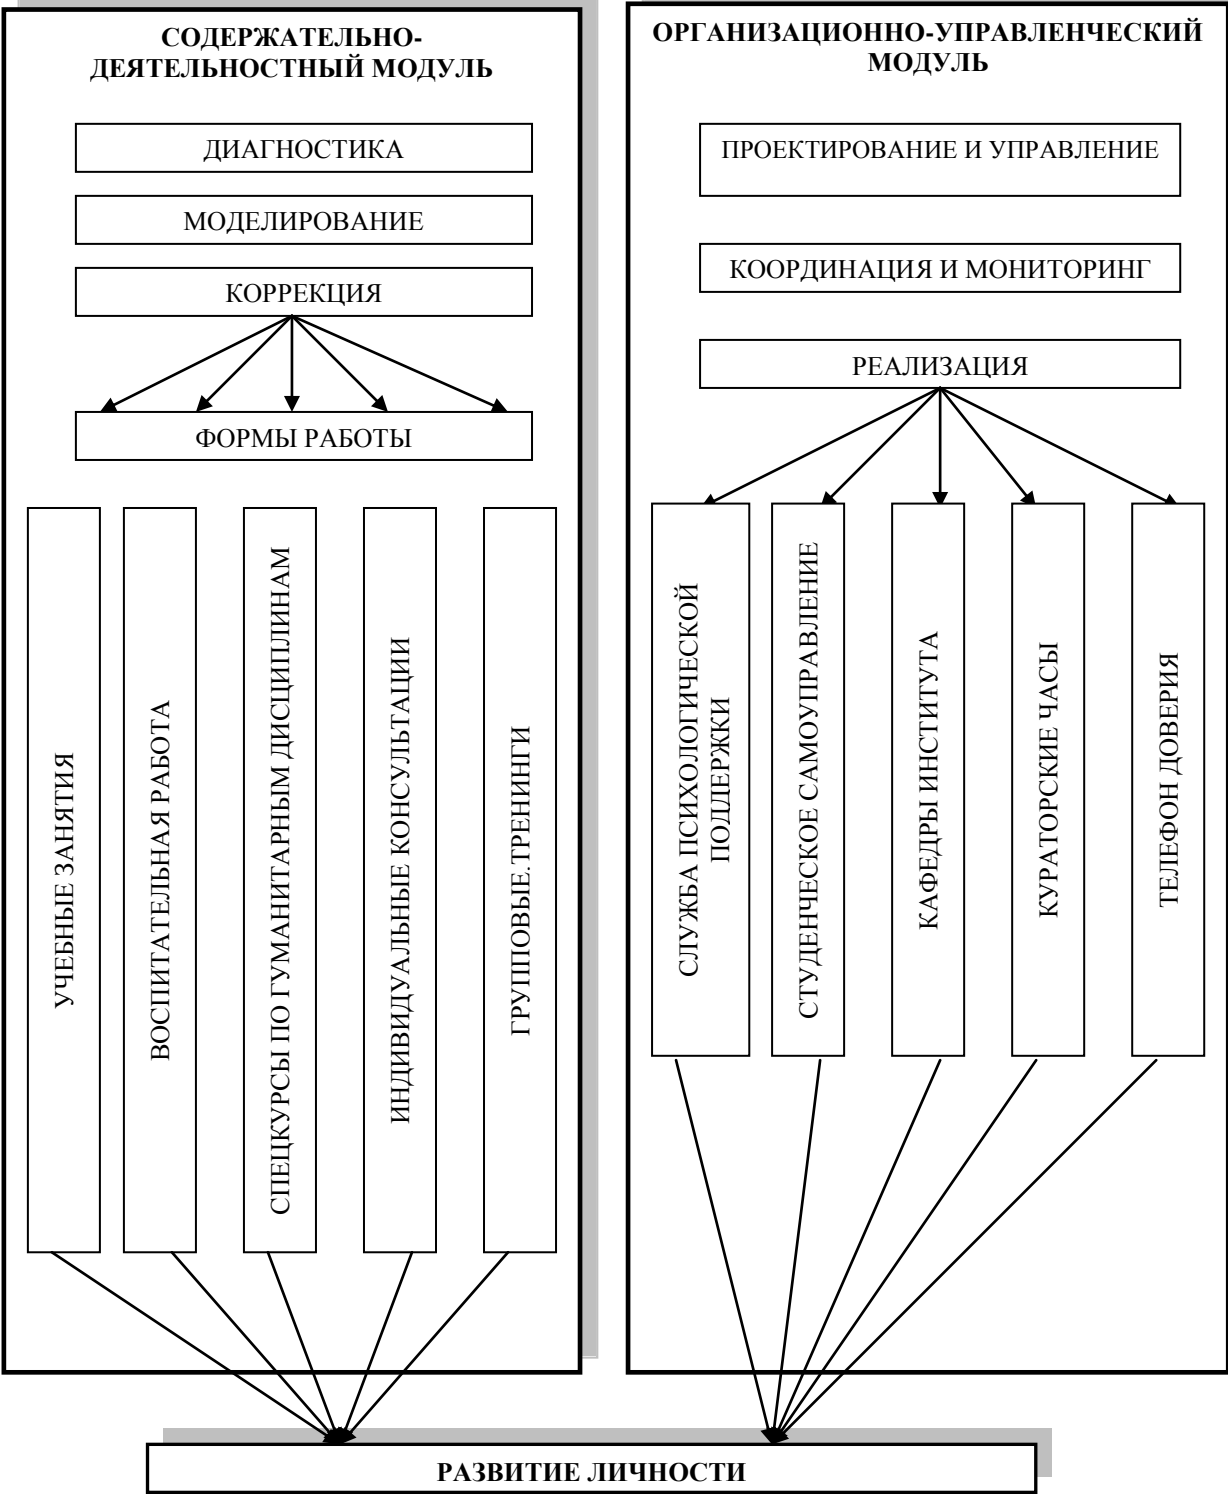 СОДЕРЖАТЕЛЬНО-
ДЕЯТЕЛЬНОСТНЫЙ МОДУЛЬ
ДИАГНОСТИКА
МОДЕЛИРОВАНИЕ
КОРРЕКЦИЯ
ФОРМЫ РАБОТЫ
УЧЕБНЫЕ ЗАНЯТИЯ
ВОСПИТАТЕЛЬНАЯ РАБОТА
СПЕЦКУРСЫ ПО ГУМАНИТАРНЫМ ДИСЦИПЛИНАМ
ИНДИВИДУАЛЬНЫЕ КОНСУЛЬТАЦИИ
ГРУППОВЫЕ.ТРЕНИНГИ
ОРГАНИЗАЦИОННО-УПРАВЛЕНЧЕСКИЙ
МОДУЛЬ
ПРОЕКТИРОВАНИЕ И УПРАВЛЕНИЕ
КООРДИНАЦИЯ И МОНИТОРИНГ
РЕАЛИЗАЦИЯ
СЛУЖБА ПСИХОЛОГИЧЕСКОЙ
ПОДДЕРЖКИ
СТУДЕНЧЕСКОЕ САМОУПРАВЛЕНИЕ
КАФЕДРЫ ИНСТИТУТА
КУРАТОРСКИЕ ЧАСЫ
ТЕЛЕФОН ДОВЕРИЯ
РАЗВИТИЕ ЛИЧНОСТИ